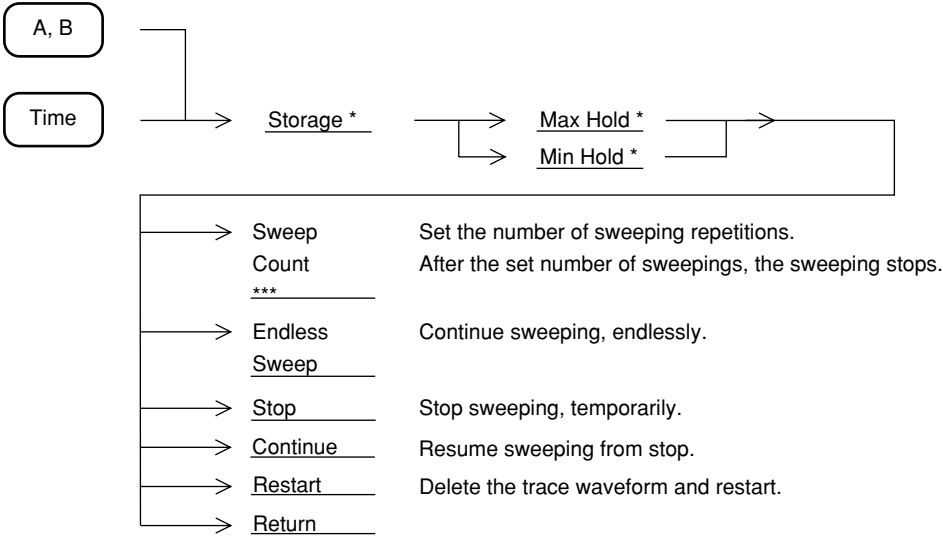 A, B
Time
Storage *
Max Hold *
Min Hold *
Sweep Set the number of sweeping repetitions.
Count After the set number of sweepings, the sweeping stops.
***
Endless Continue sweeping, endlessly.
Sweep
Stop Stop sweeping, temporarily.
Continue Resume sweeping from stop.
Restart Delete the trace waveform and restart.
Return